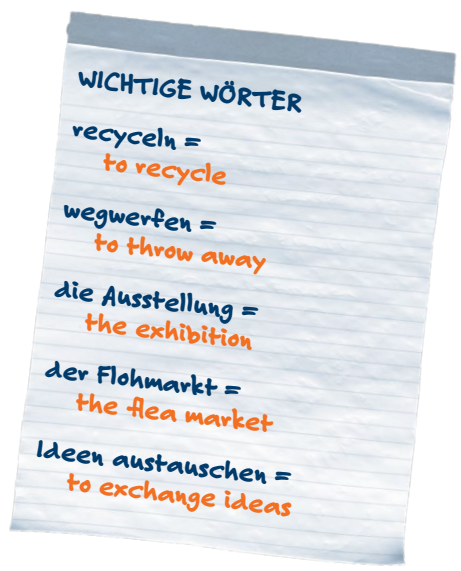 WICHTIGE WÖRTER
recyceln =
to recycle
wegwerfen =
to throw away
die Ausstellung =
the exhibition
der Flohmarkt =
the flea market
Ideen austauschen =
to exchange ideas